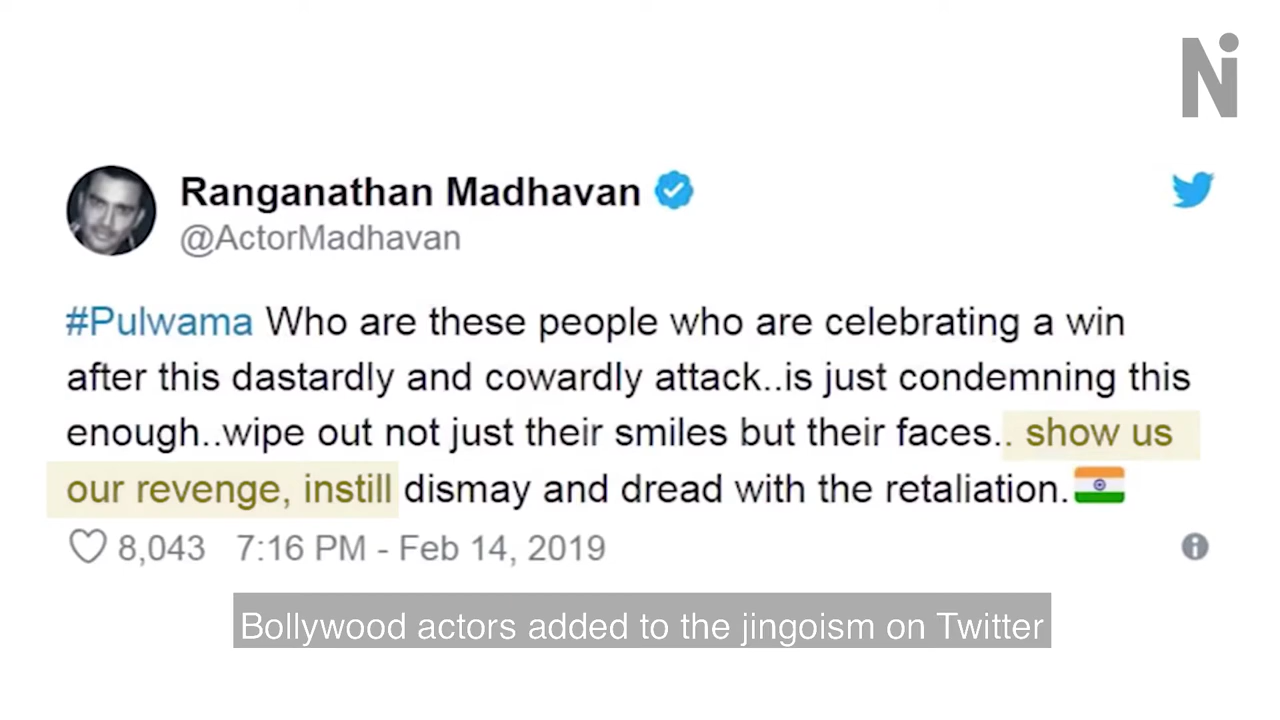 Ni
Ranganathan Madhavan
@ActorMadhavan
#Pulwama Who are these people who are celebrating a win
after this dastardly and cowardly attack..is just condemning this
enough..wipe out not just their smiles but their faces.. show us
our revenge, instill dismay and dread with the retaliation.
8,043 7:16 PM - Feb 14, 2019
Bollywood actors added to the jingoism on Twitter